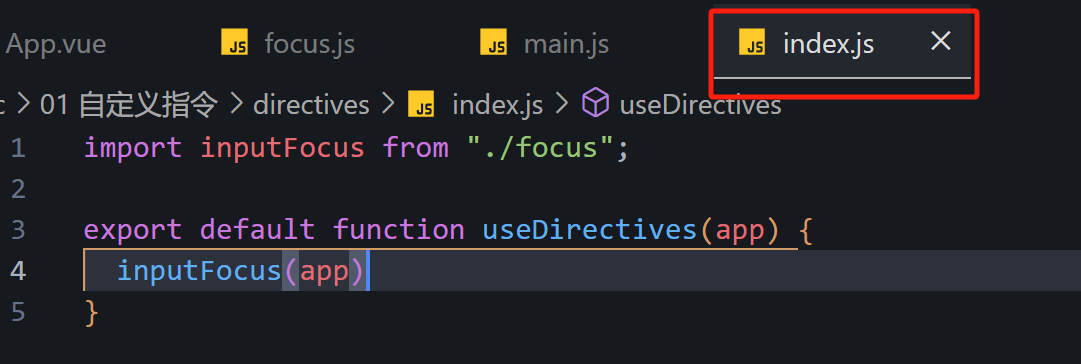 App.vue JS focus.js JS main.js JS index.js ×
c > 01 自定义指令 > directives > JS index.js > useDirectives
1 import inputFocus from "./focus";
2
3 export default function useDirectives(app) {
4 inputFocus(app)
5 }